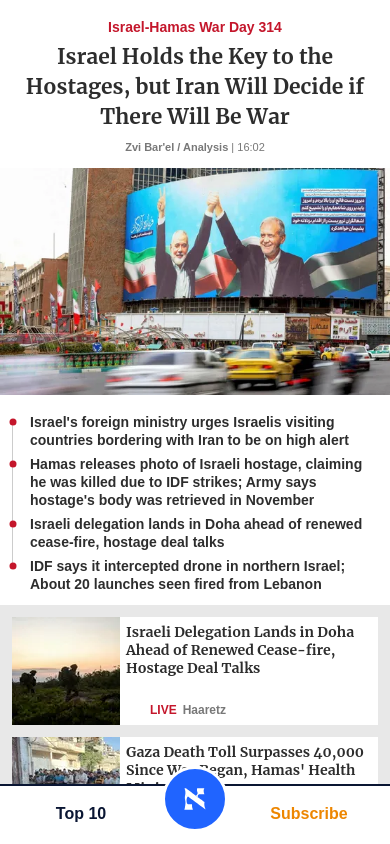 Israel-Hamas War Day 314
Israel Holds the Key to the
Hostages, but Iran Will Decide if
There Will Be War
Zvi Bar'el / Analysis | 16:02
Israel's foreign ministry urges Israelis visiting
countries bordering with Iran to be on high alert
Hamas releases photo of Israeli hostage, claiming
he was killed due to IDF strikes; Army says
hostage's body was retrieved in November
Israeli delegation lands in Doha ahead of renewed
cease-fire, hostage deal talks
IDF says it intercepted drone in northern Israel;
About 20 launches seen fired from Lebanon
Israeli Delegation Lands in Doha
Ahead of Renewed Cease-fire,
Hostage Deal Talks
LIVE Haaretz
Gaza Death Toll Surpasses 40,000
Since Began, Hamas' Health
Top 10
Subscribe